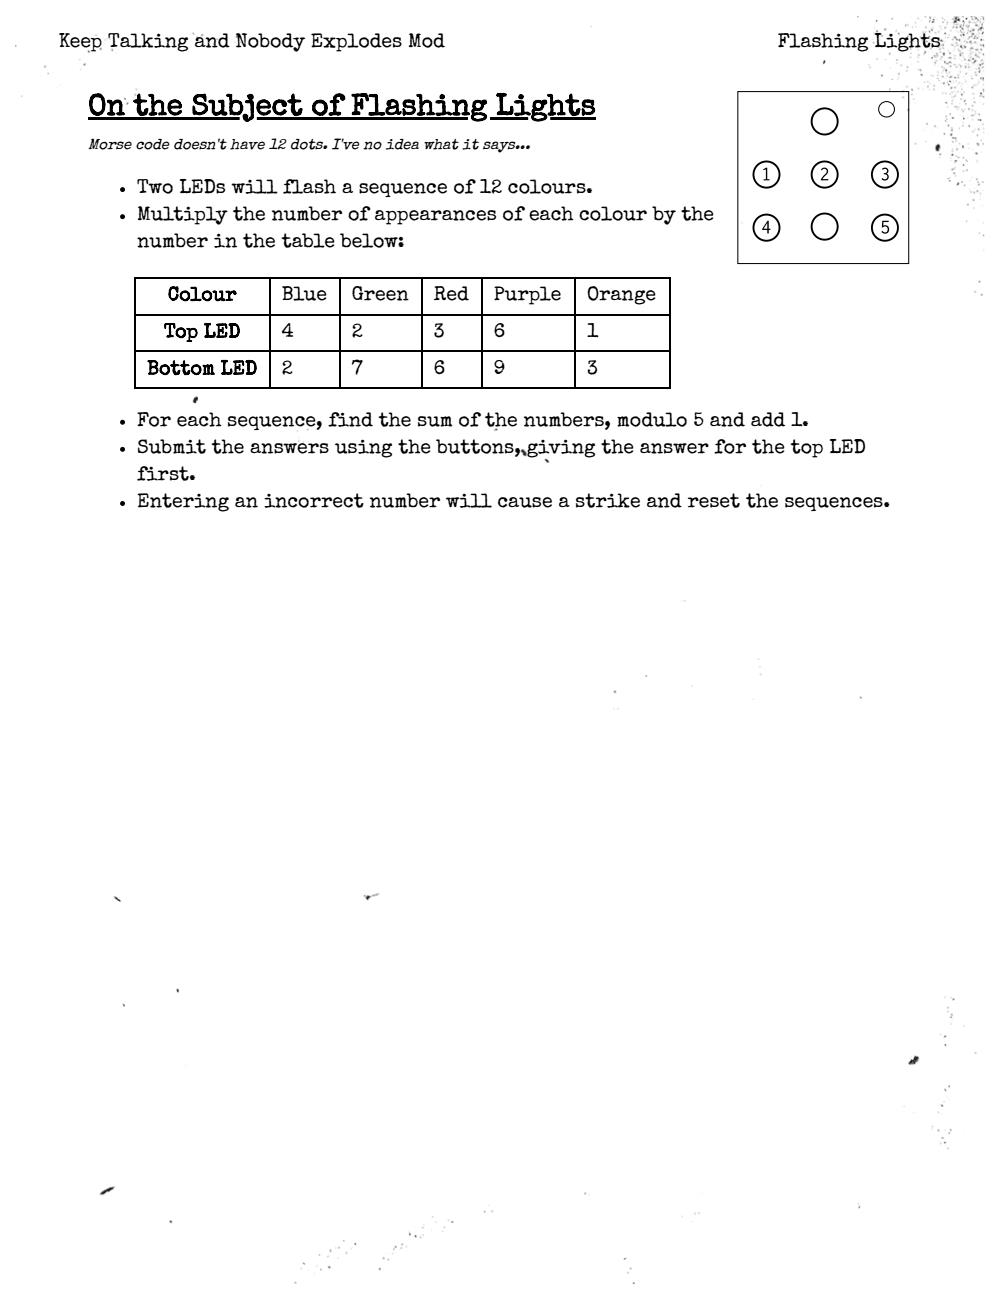 Keep Talking and Nobody Explodes Mod Flashing Lights
On the Subject of Flashing Lights
Morse code doesn't have 12 dots. I've no idea what it says...
• Two LEDs will flash a sequence of 12 colours.
• Multiply the number of appearances of each colour by the
number in the table below:
1 2 3
4 5
Colour Blue Green Red Purple Orange
Top LED 4 2 3 6 1
Bottom LED 2 7 6 9 3
• For each sequence, find the sum of the numbers, modulo 5 and add 1.
• Submit the answers using the buttons, giving the answer for the top LED
first.
• Entering an incorrect number will cause a strike and reset the sequences.